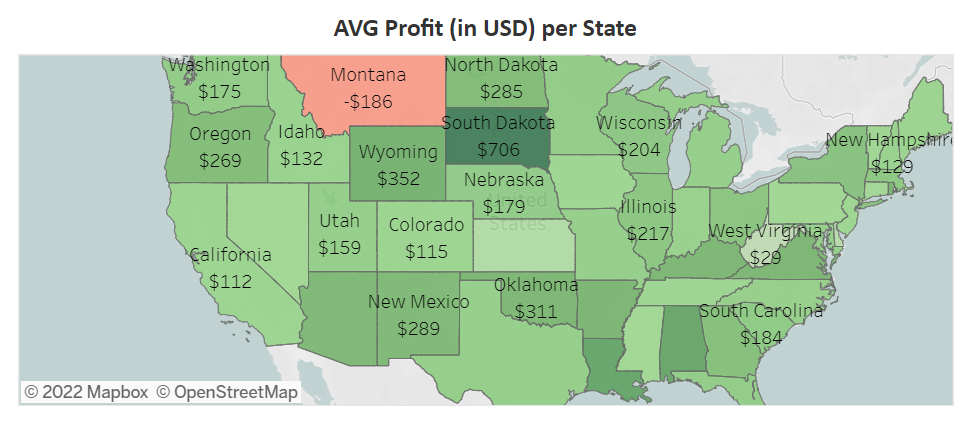 AVG Profit (in USD) per State
Washington
$175
Montana
-$186
North Dakota
$285
Oregon
$269
Idaho
$132
South Dakota
$706
Wisconsin
$204
New Hampshire
$129
Wyoming
$352
Nebraska
$179
United
States
Utah
$159
Colorado
$115
Illinois
$217
West Virginia
$29
California
$112
New Mexico
$289
Oklahoma
$311
South Carolina
$184
© 2022 Mapbox © OpenStreetMap